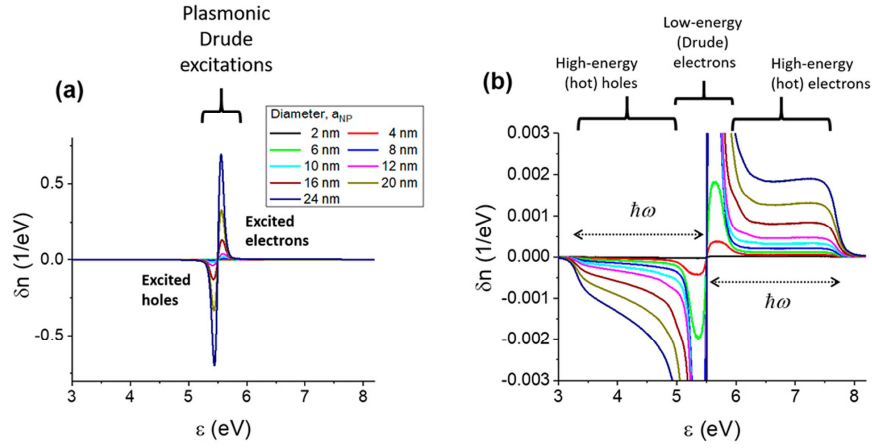 Plasmonic
Drude
excitations
(a)
Diameter, aNP
2 nm 4 nm
6 nm 8 nm
10 nm 12 nm
16 nm 20 nm
24 nm
Excited
electrons
Excited
holes
δn (1/eV)
0.5
0.0
-0.5
3 4 5 6 7 8
ε (eV)
Low-energy
(Drude)
electrons
High-energy
(hot) holes
High-energy
(hot) electrons
(b)
ℏω
ℏω
δn (1/eV)
0.003
0.002
0.001
0.000
-0.001
-0.002
-0.003
3 4 5 6 7 8
ε (eV)